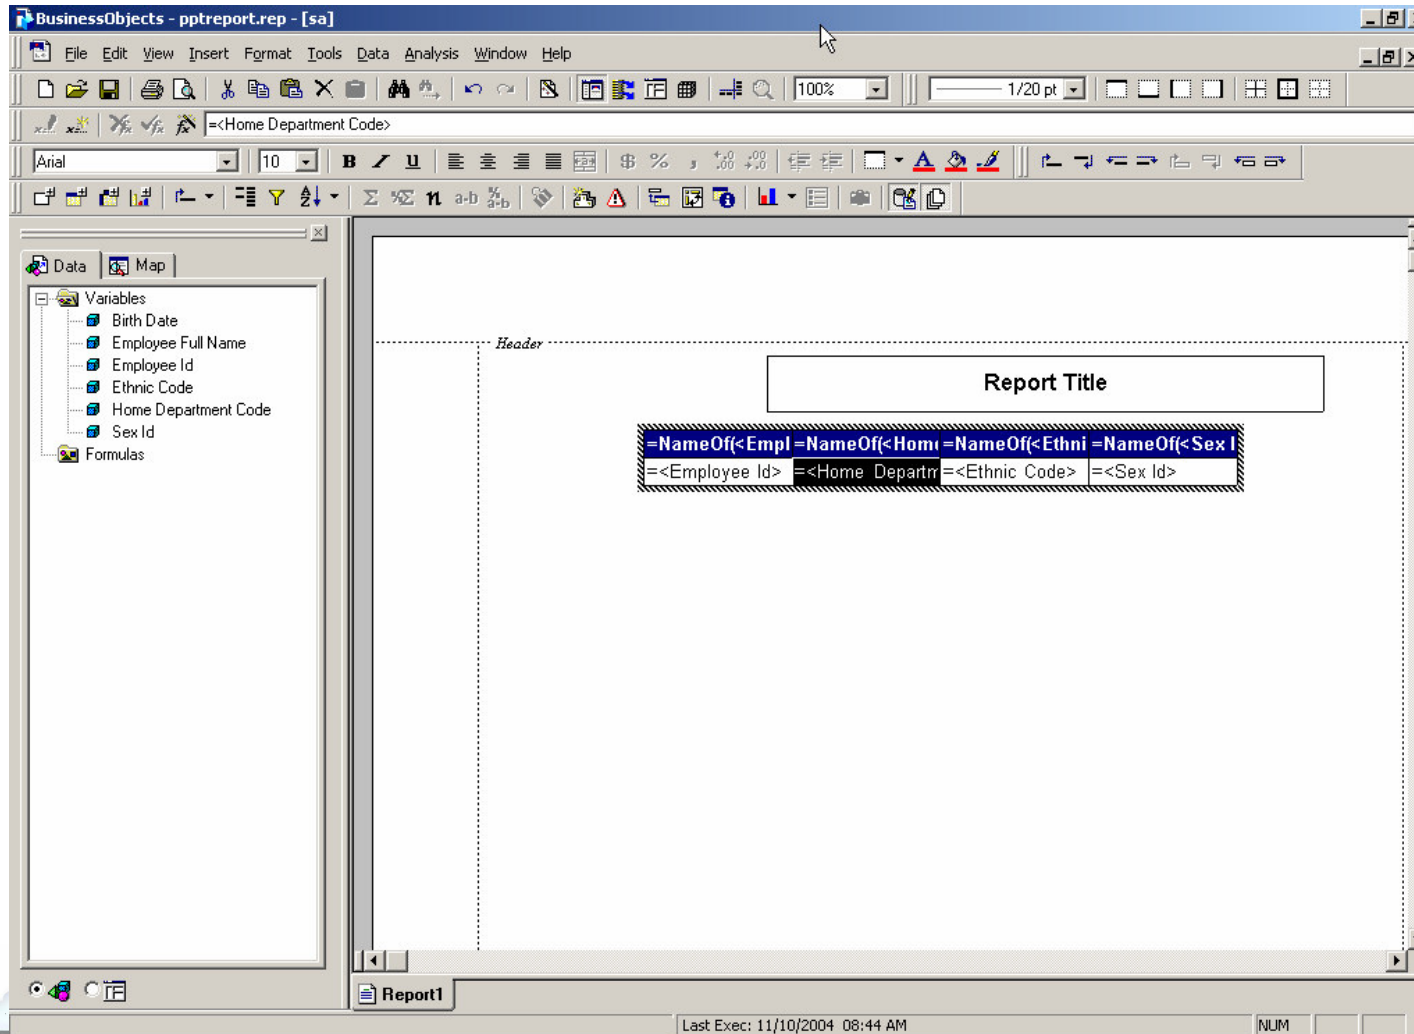 BusinessObjects - pptreport.rep - [sa]
File Edit View Insert Format Tools Data Analysis Window Help
100% 1/20 pt
=<Home Department Code>
Arial 10 B I U $ % ,
Data Map
Variables
Birth Date
Employee Full Name
Employee Id
Ethnic Code
Home Department Code
Sex Id
Formulas
Header
Report Title
=NameOf(<Empl =NameOf(<Home =NameOf(<Ethni =NameOf(<Sex I
=<Employee Id> =<Home Departm =<Ethnic Code> =<Sex Id>
Report1
Last Exec: 11/10/2004 08:44 AM NUM